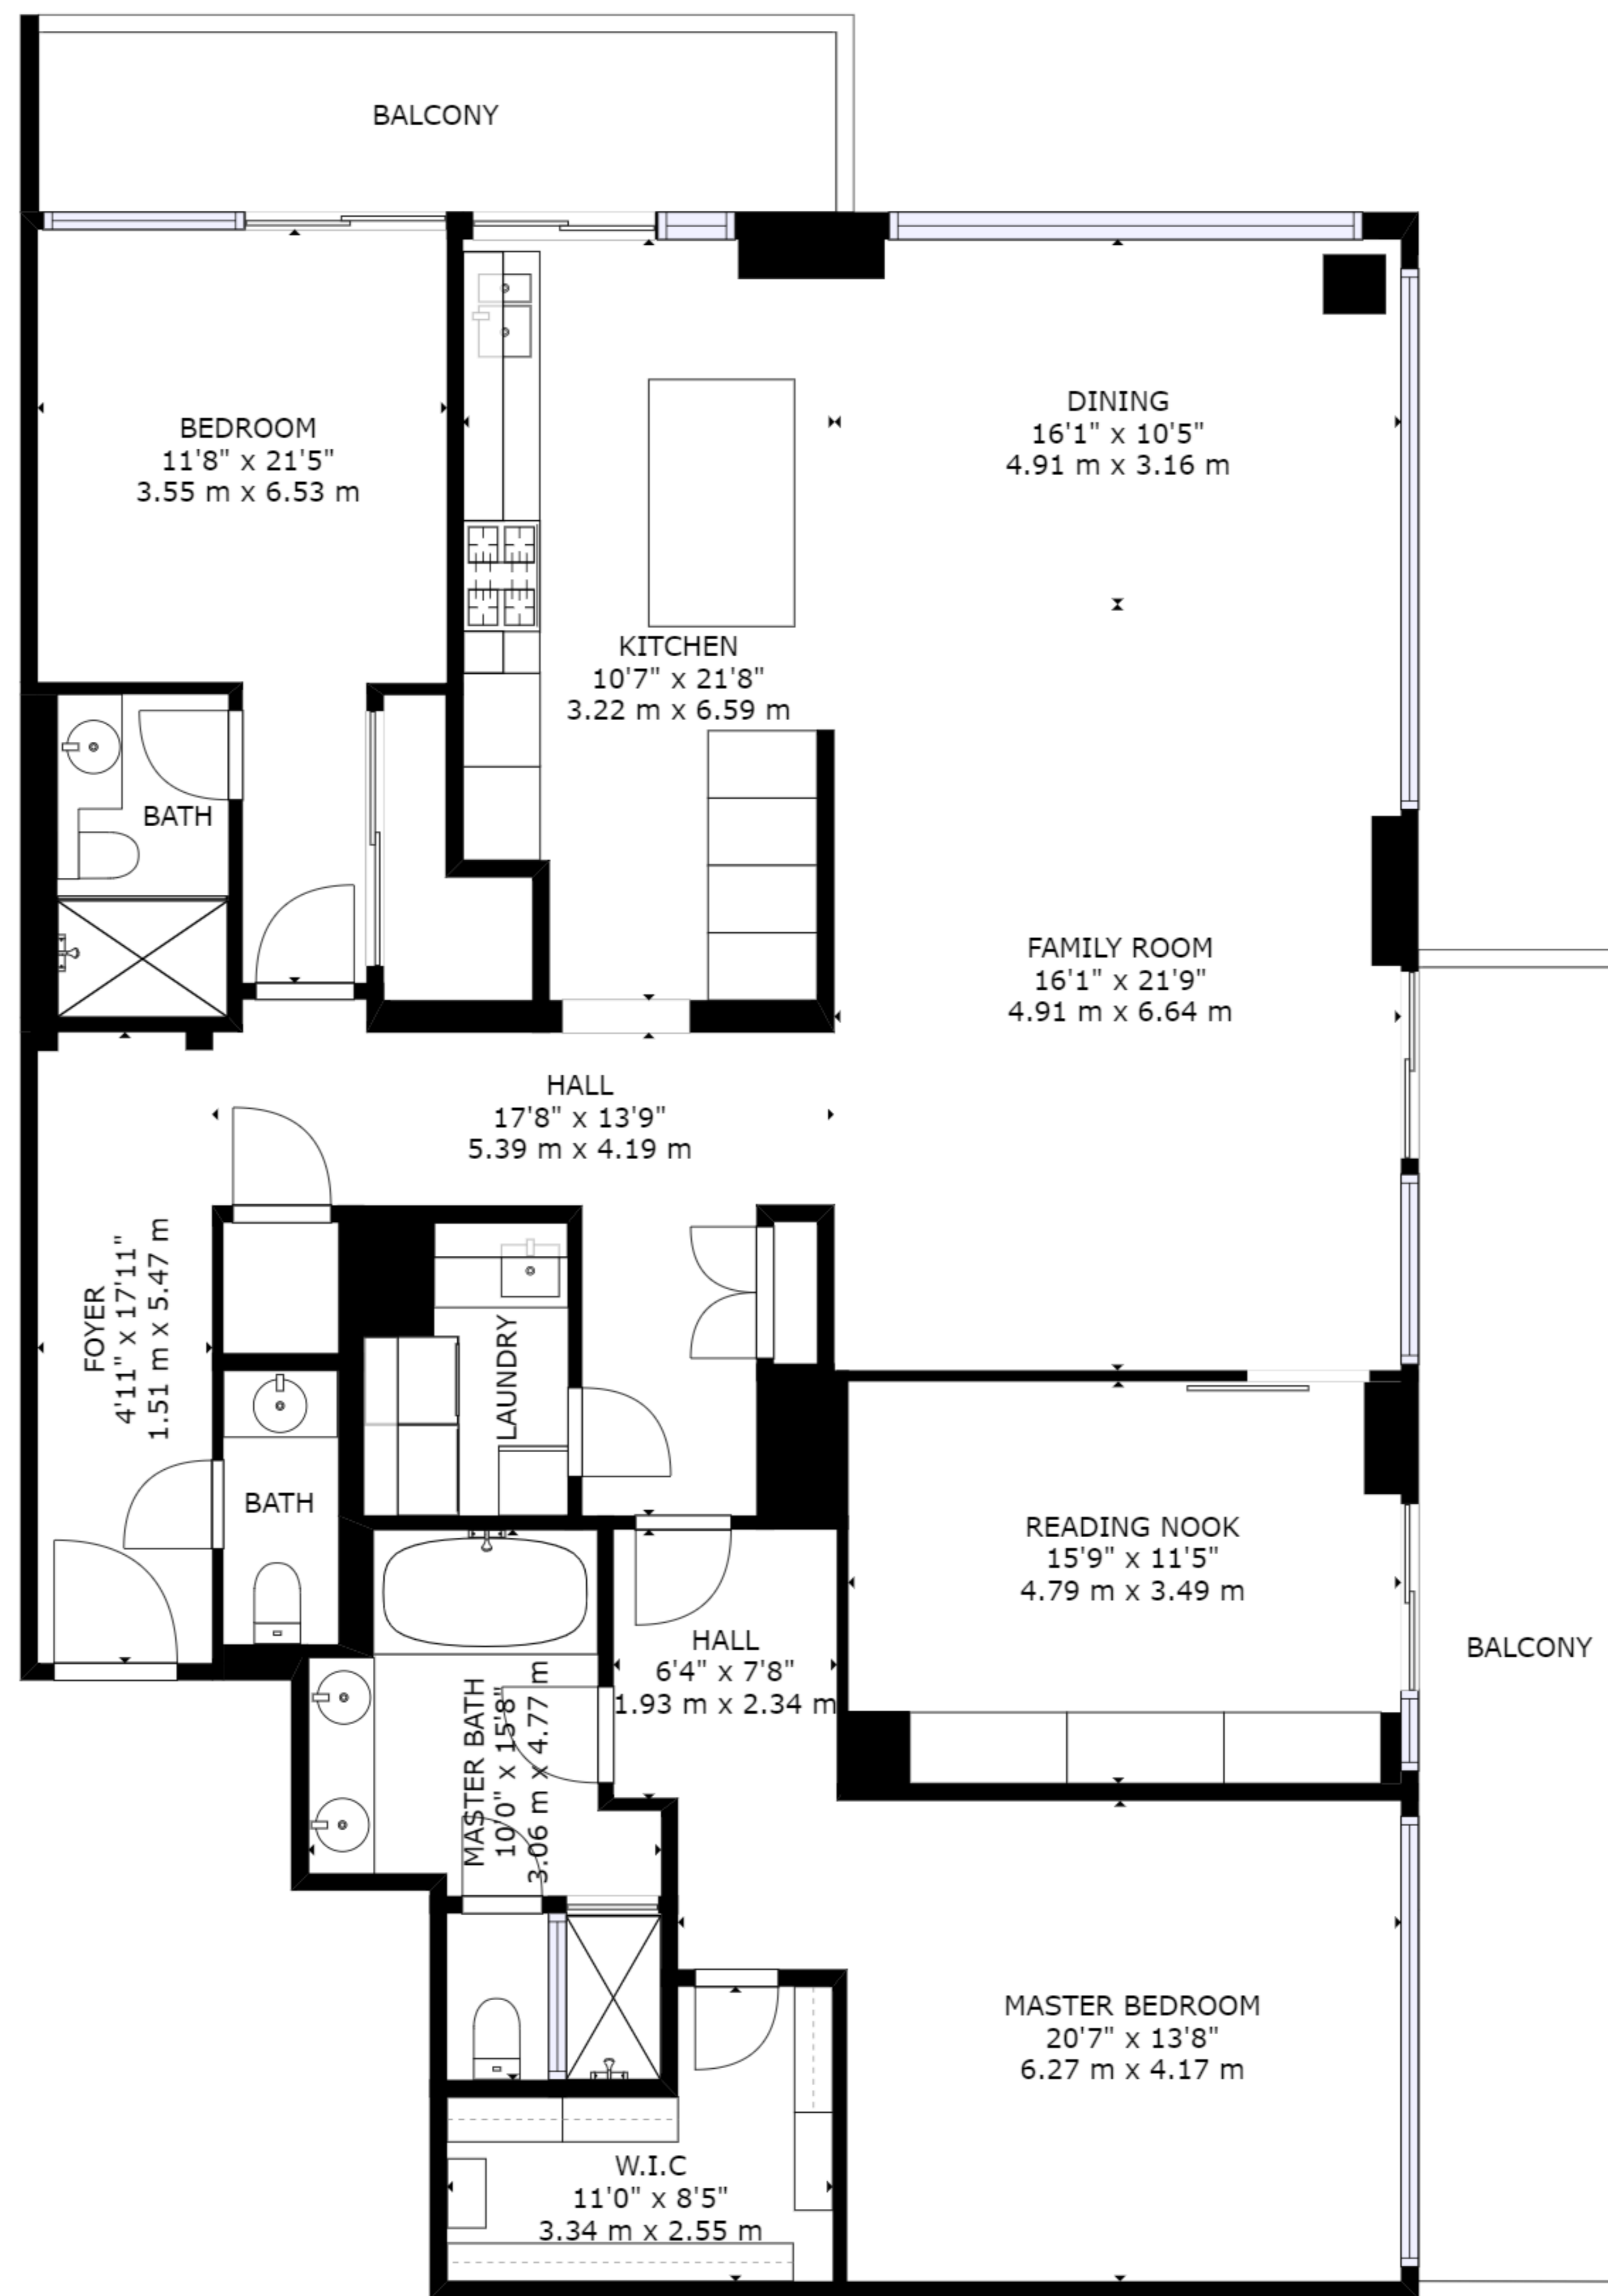 BALCONY
BEDROOM
11'8" x 21'5"
3.55 m x 6.53 m
DINING
16'1" x 10'5"
4.91 m x 3.16 m
KITCHEN
10'7" x 21'8"
3.22 m x 6.59 m
BATH
FAMILY ROOM
16'1" x 21'9"
4.91 m x 6.64 m
HALL
17'8" x 13'9"
5.39 m x 4.19 m
FOYER
4'11" x 17'11"
1.51 m x 5.47 m
LAUNDRY
BATH
READING NOOK
15'9" x 11'5"
4.79 m x 3.49 m
HALL
6'4" x 7'8"
1.93 m x 2.34 m
BALCONY
MASTER BATH
10'0" x 15'8"
3.06 m x 4.77 m
MASTER BEDROOM
20'7" x 13'8"
6.27 m x 4.17 m
W.I.C
11'0" x 8'5"
3.34 m x 2.55 m